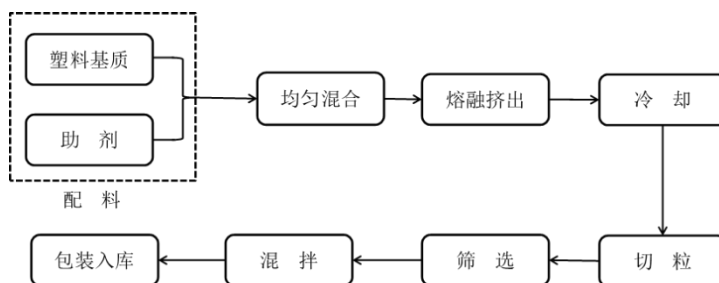 塑料基质
助 剂
配 料
均匀混合
熔融挤出
冷 却
切 粒
筛 选
混 拌
包装入库